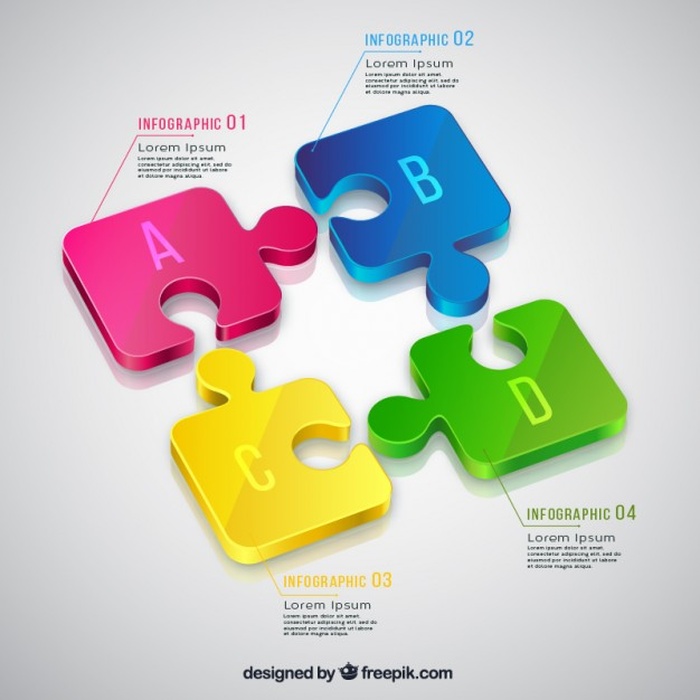 INFOGRAPHIC 02
Lorem Ipsum
Lorem ipsum dolor sit amet,
consectetur adipiscing elit, sed do
eiusmod por incididunt ut labore
et dolore magna aliqua.
INFOGRAPHIC 01
Lorem Ipsum
Lorem ipsum dolor sit amet,
consectetur adipiscing elit, sed do
eiusmod por incididunt ut labore
et dolore magna aliqua.
A
B
C
D
INFOGRAPHIC 04
Lorem Ipsum
Lorem ipsum dolor sit amet,
consectetur adipiscing elit, sed do
eiusmod por incididunt ut labore
et dolore magna aliqua.
INFOGRAPHIC 03
Lorem Ipsum
Lorem ipsum dolor sit amet,
consectetur adipiscing elit, sed do
eiusmod por incididunt ut labore
et dolore magna aliqua.
designed by freepik.com